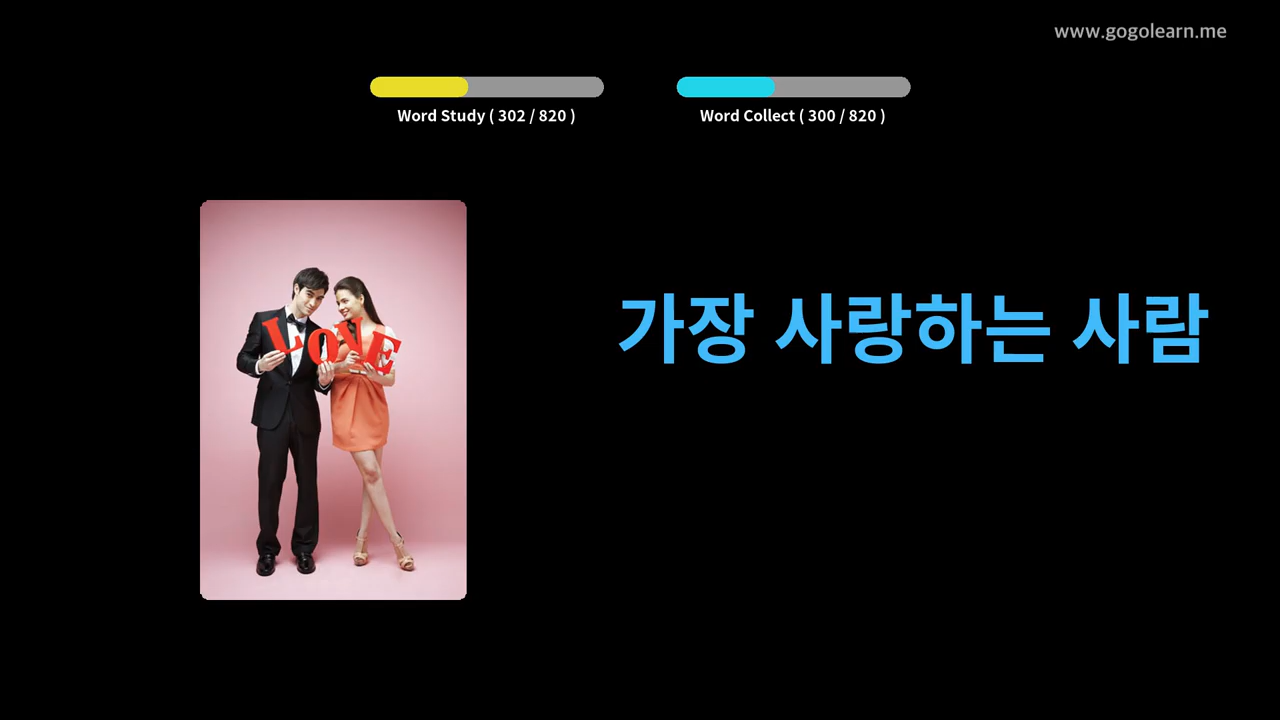 www.gogolearn.me
Word Study ( 302 / 820 )
Word Collect ( 300 / 820 )
LOVE
가장 사랑하는 사람